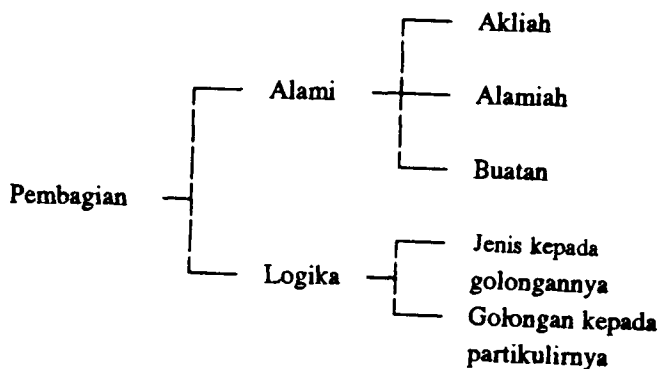 Akliah
Alami
Alamiah
Buatan
Pembagian
Jenis kepada
golongannya
Logika
Golongan kepada
partikulirnya